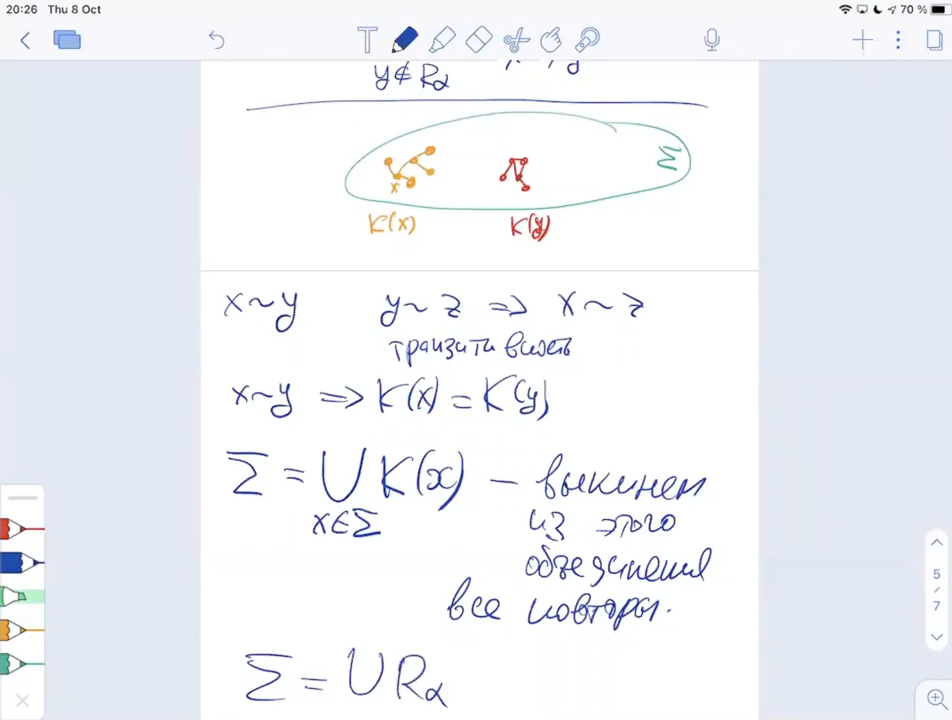 20:26 Thu 8 Oct
70 %
y ∉ Rα
x
K(x)
K(y)
Σ
x ~ y y ~ z ⇒ x ~ z
транзитивность
x ~ y ⇒ K(x) = K(y)
Σ = ∪ K(x) — выкинем
x ∈ Σ из этого
объединения
все повторы.
Σ = ∪ Rα
5
/
7